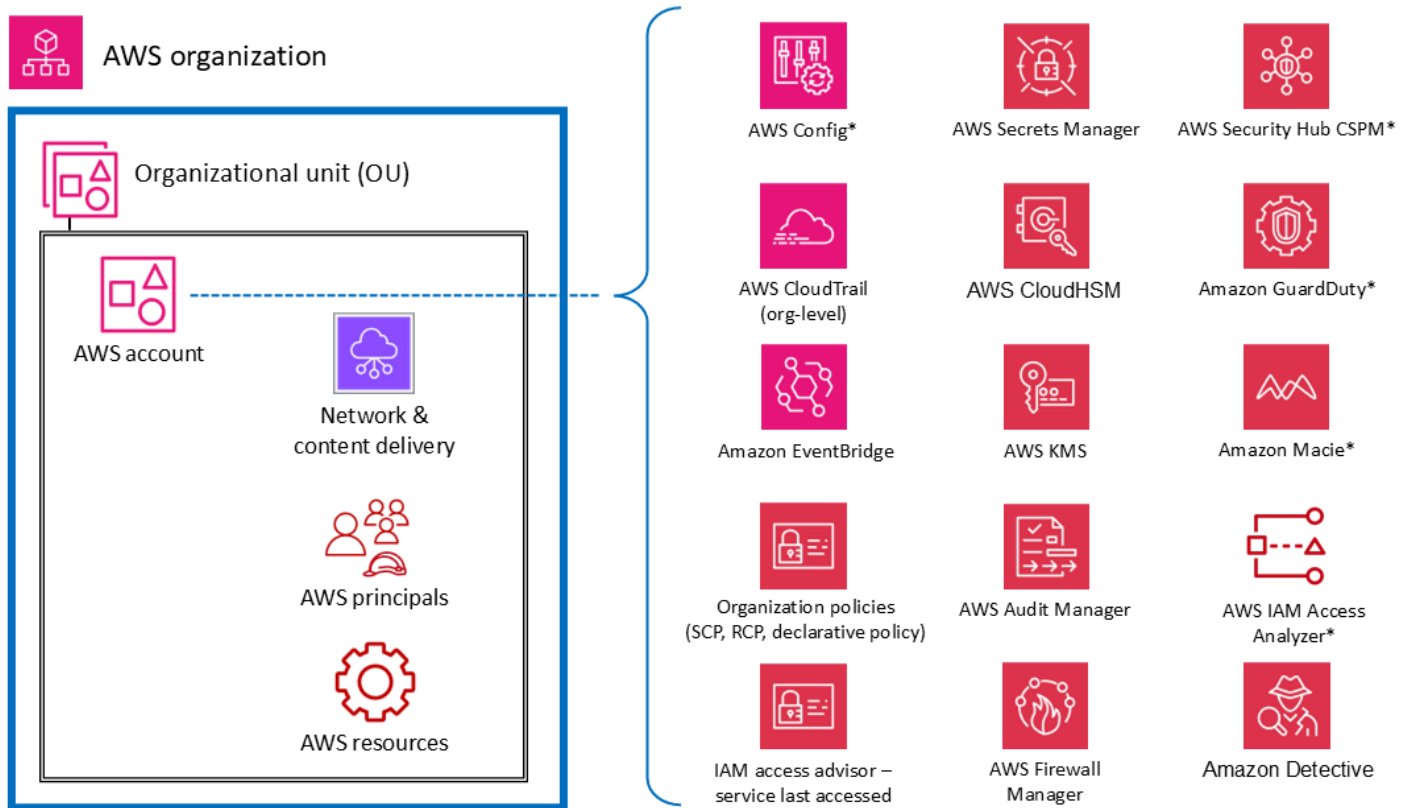 AWS organization
Organizational unit (OU)
AWS account
Network &
content delivery
AWS principals
AWS resources
AWS Config*
AWS Secrets Manager
AWS Security Hub CSPM*
AWS CloudTrail
(org-level)
AWS CloudHSM
Amazon GuardDuty*
Amazon EventBridge
AWS KMS
Amazon Macie*
Organization policies
(SCP, RCP, declarative policy)
AWS Audit Manager
AWS IAM Access
Analyzer*
IAM access advisor –
service last accessed
AWS Firewall
Manager
Amazon Detective